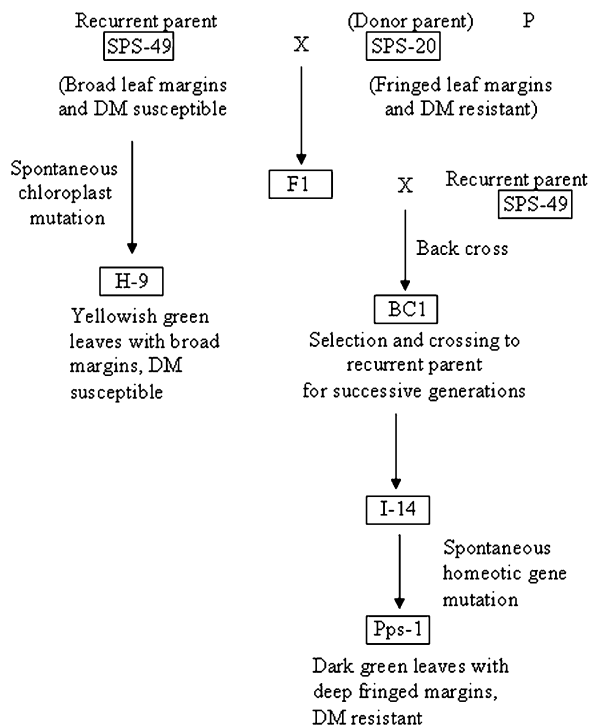 Recurrent parent
SPS-49
X
(Donor parent)
SPS-20
P
(Broad leaf margins
and DM susceptible
(Fringed leaf margins
and DM resistant)
Spontaneous
chloroplast
mutation
F1
X
Recurrent parent
SPS-49
Back cross
H-9
Yellowish green
leaves with broad
margins, DM
susceptible
BC1
Selection and crossing to
recurrent parent
for successive generations
I-14
Spontaneous
homeotic gene
mutation
Pps-1
Dark green leaves with
deep fringed margins,
DM resistant